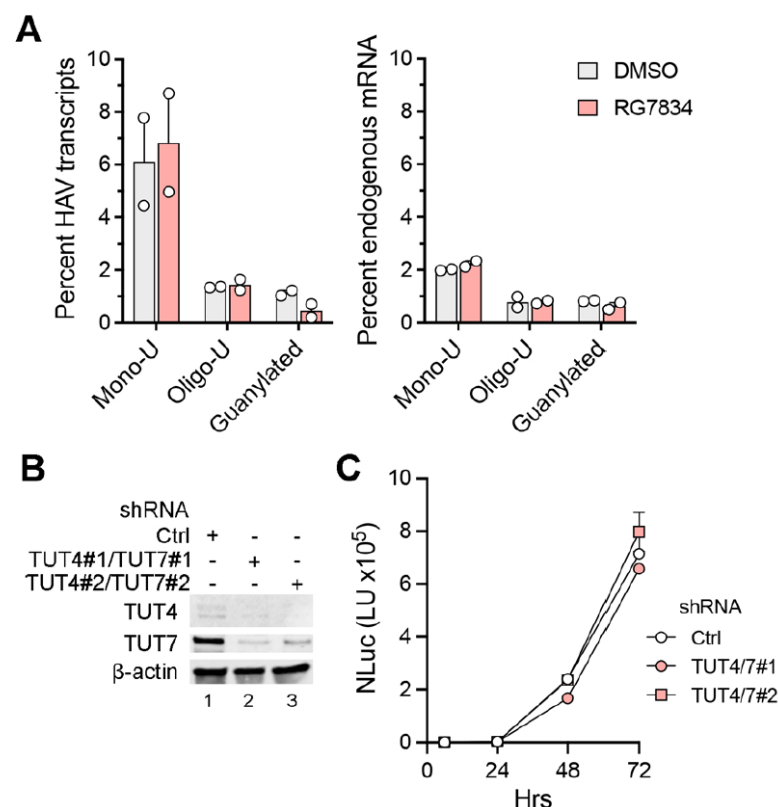 A
Percent HAV transcripts
10
8
6
4
2
0
Mono-U
Oligo-U
Guanylated
Percent endogenous mRNA
10
8
6
4
2
0
Mono-U
Oligo-U
Guanylated
DMSO
RG7834
B
shRNA
Ctrl + - -
TUT4#1/TUT7#1 - + -
TUT4#2/TUT7#2 - - +
TUT4
TUT7
β-actin
1 2 3
C
NLuc (LU x10⁵)
10
8
6
4
2
0
0 24 48 72
Hrs
shRNA
Ctrl
TUT4/7#1
TUT4/7#2